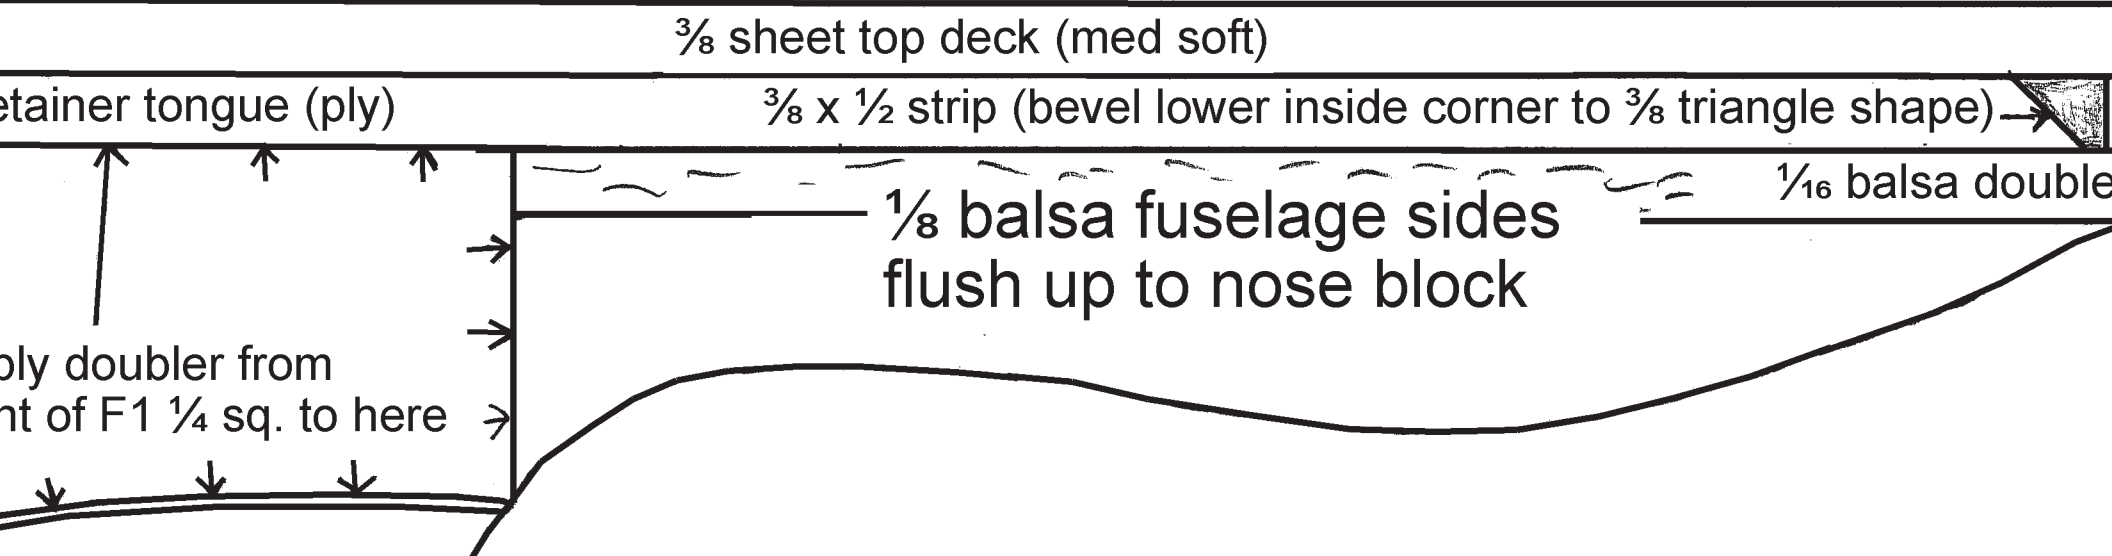 ⅜ sheet top deck (med soft)
etainer tongue (ply)
⅜ x ½ strip (bevel lower inside corner to ⅜ triangle shape)
1⁄16 balsa double
⅛ balsa fuselage sides
flush up to nose block
ply doubler from
nt of F1 ¼ sq. to here